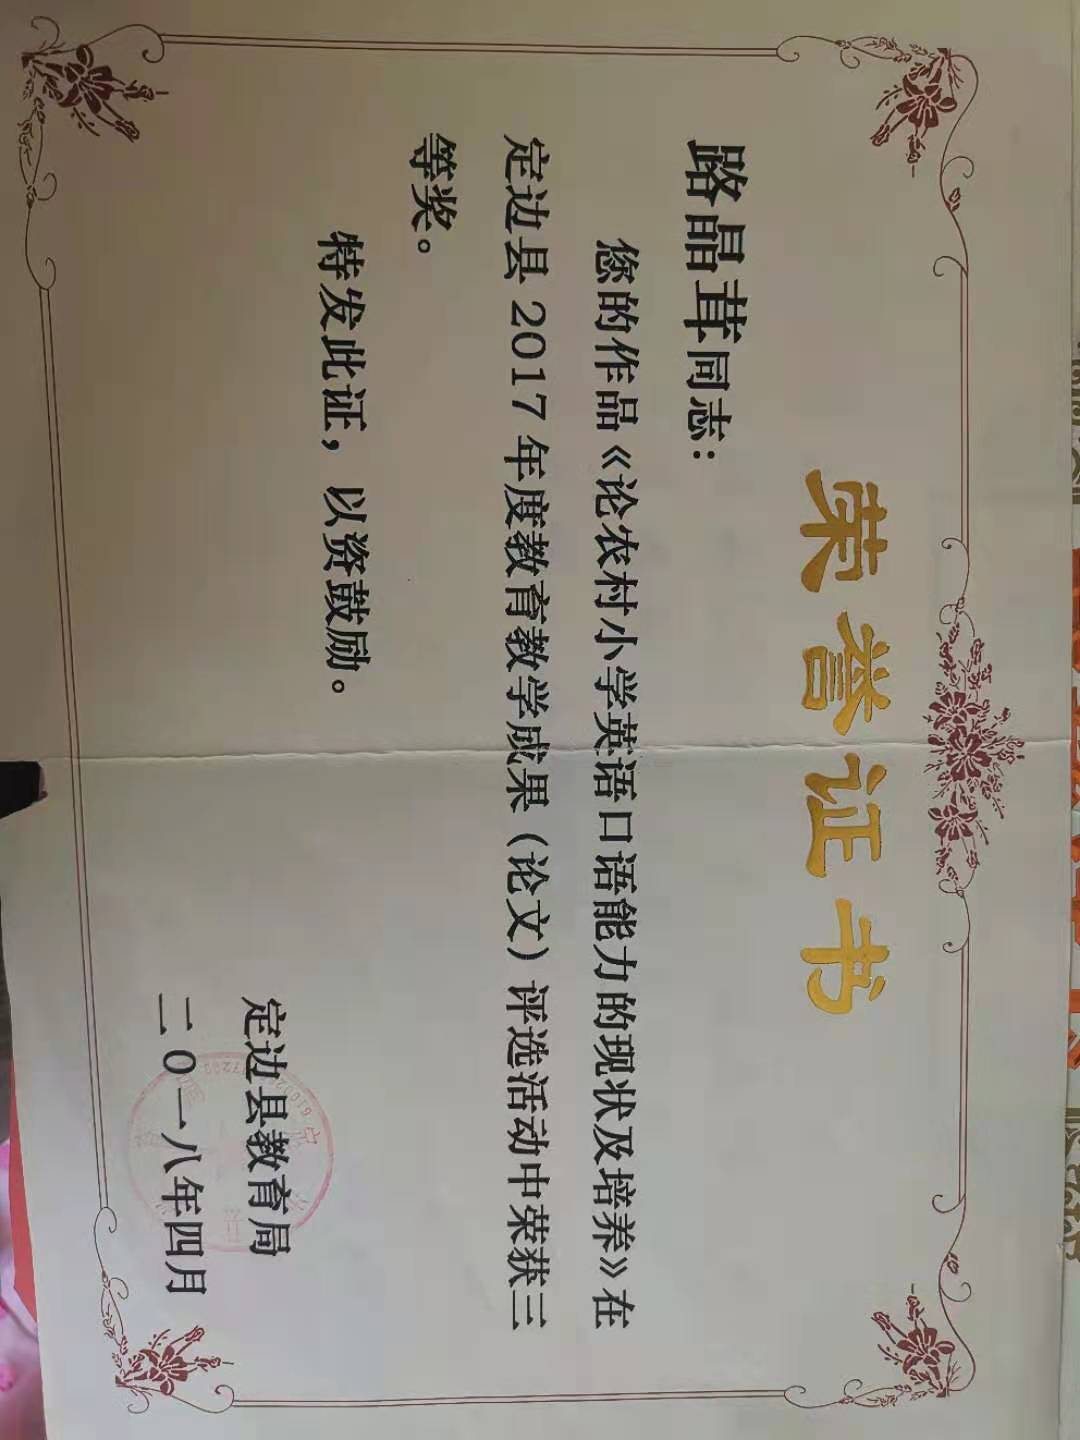 荣誉证书
路晶茸同志：
您的作品《论农村小学英语口语能力的现状及培养》在
定边县2017年度教育教学成果（论文）评选活动中荣获三
等奖。
特发此证，以资鼓励。
定边县教育局
二0一八年四月